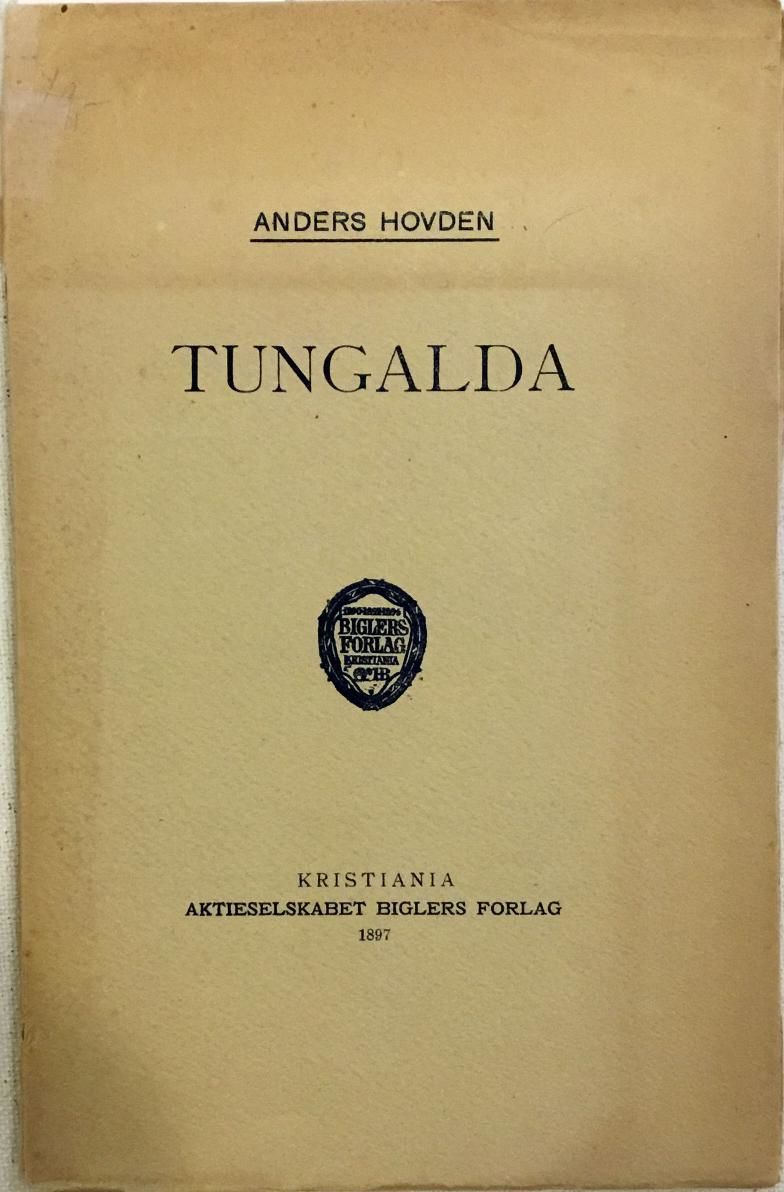 ANDERS HOVDEN
TUNGALDA
BIGLERS
FORLAG
KRISTIANIA
KRISTIANIA
AKTIESELSKABET BIGLERS FORLAG
1897